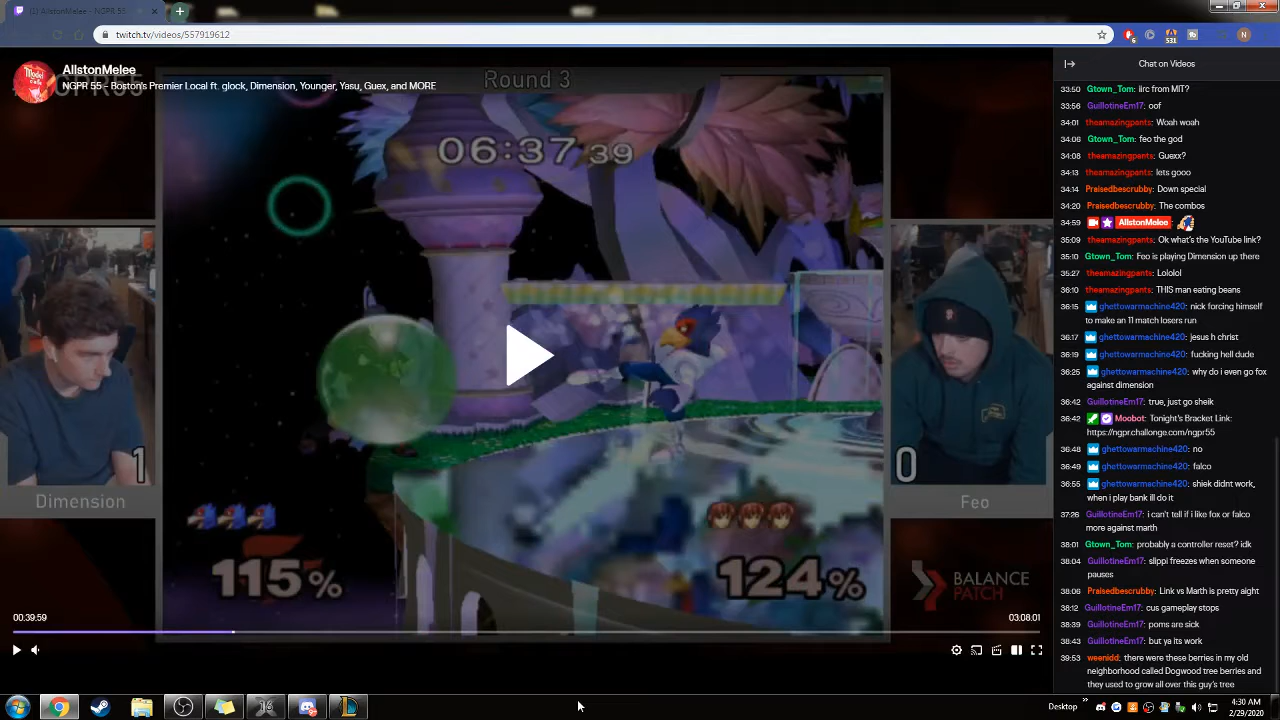 (1) AllstonMelee - NGPR 55 -
twitch.tv/videos/557919612
AllstonMelee
NGPR 55 - Boston's Premier Local ft. glock, Dimension, Younger, Yasu, Guex, and MORE
Round 3
06:37 39
1
0
Dimension
Feo
115%
124%
BALANCE
PATCH
00:39:59
03:08:01
Chat on Videos
33:50 Gtown_Tom: lirc from MIT?
33:56 GuillotineEm17: oof
34:01 theamazingpants: Woah woah
34:06 Gtown_Tom: feo the god
34:08 theamazingpants: Guexx?
34:13 theamazingpants: lets gooo
34:14 Praisedbescrubby: Down special
34:20 Praisedbescrubby: The combos
34:59 AllstonMelee:
35:09 theamazingpants: Ok what's the YouTube link?
35:10 Gtown_Tom: Feo is playing Dimension up there
35:27 theamazingpants: Lololol
36:10 theamazingpants: THIS man eating beans
36:15 ghettowarmachine420: nick forcing himself
to make an 11 match losers run
36:17 ghettowarmachine420: jesus h christ
36:19 ghettowarmachine420: fucking hell dude
36:25 ghettowarmachine420: why do i even go fox
against dimension
36:42 GuillotineEm17: true, just go sheik
36:42 Moobot: Tonight's Bracket Link:
https://ngpr.challonge.com/ngpr55
36:48 ghettowarmachine420: no
36:49 ghettowarmachine420: falco
36:55 ghettowarmachine420: shiek didnt work,
when i play bank ill do it
37:26 GuillotineEm17: i can't tell if i like fox or falco
more against marth
38:01 Gtown_Tom: probably a controller reset? idk
38:04 GuillotineEm17: slippi freezes when someone
pauses
38:06 Praisedbescrubby: Link vs Marth is pretty aight
38:12 GuillotineEm17: cus gameplay stops
38:39 GuillotineEm17: poms are sick
38:43 GuillotineEm17: but ya its work
39:53 weenidd: there were these berries in my old
neighborhood called Dogwood tree berries and
they used to grow all over this guy's tree
Desktop
4:30 AM
2/29/2020